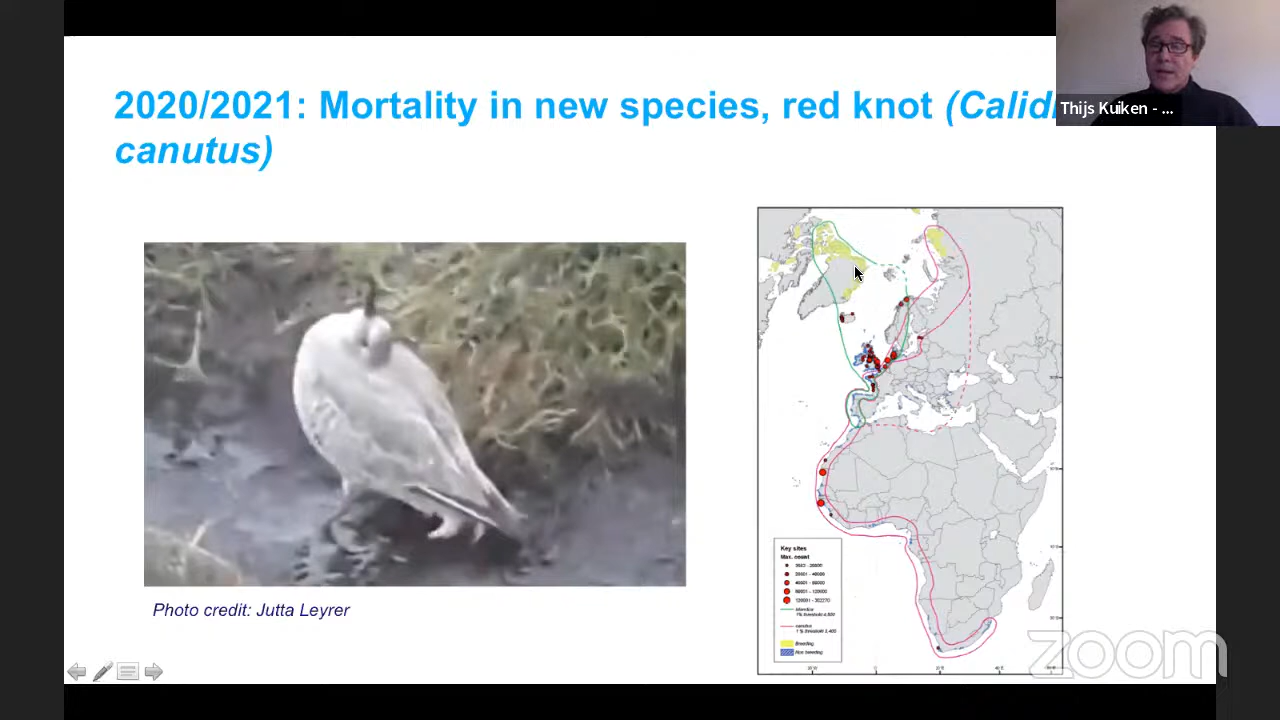 2020/2021: Mortality in new species, red knot (Calid
canutus)
Thijs Kuiken - ...
Photo credit: Jutta Leyrer
Key sites
Max. count
islandica
canutus
Breeding
Non breeding
zoom